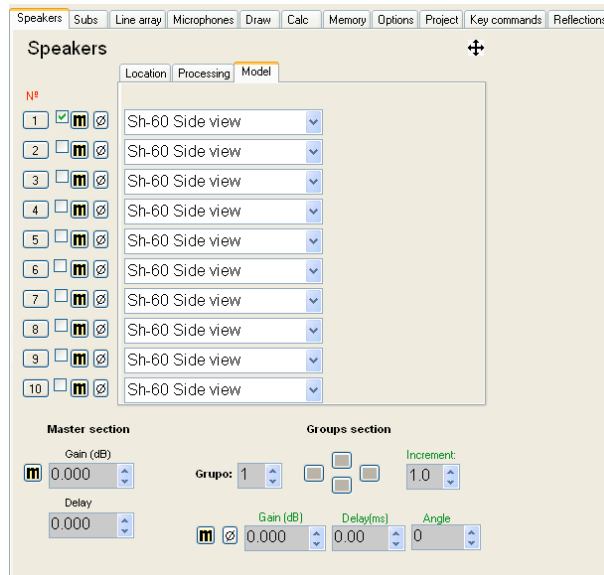 Speakers Subs Line array Microphones Draw Calc Memory Options Project Key commands Reflections
Speakers
Location Processing Model
Nº
1 m Ø Sh-60 Side view
2 m Ø Sh-60 Side view
3 m Ø Sh-60 Side view
4 m Ø Sh-60 Side view
5 m Ø Sh-60 Side view
6 m Ø Sh-60 Side view
7 m Ø Sh-60 Side view
8 m Ø Sh-60 Side view
9 m Ø Sh-60 Side view
10 m Ø Sh-60 Side view
Master section Groups section
Gain (dB) Increment:
m 0.000 Grupo: 1 1.0
Delay
0.000
Gain (dB) Delay(ms) Angle
m Ø 0.000 0.00 0